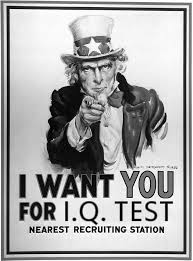 I WANT YOU
FOR I.Q. TEST
NEAREST RECRUITING STATION